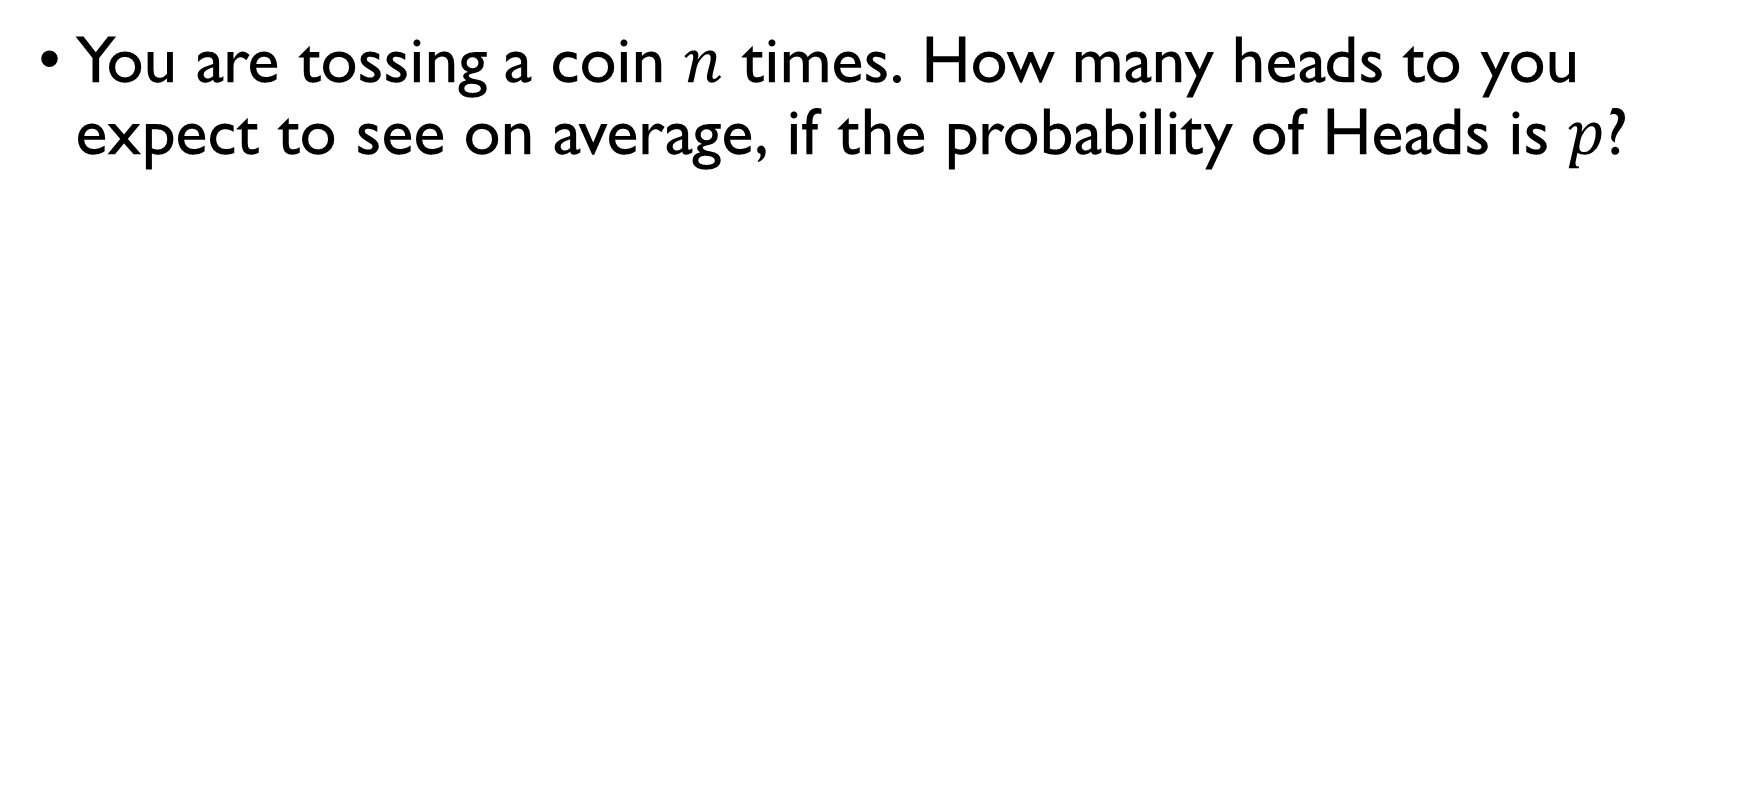 • You are tossing a coin 𝑛 times. How many heads to you
expect to see on average, if the probability of Heads is 𝑝?